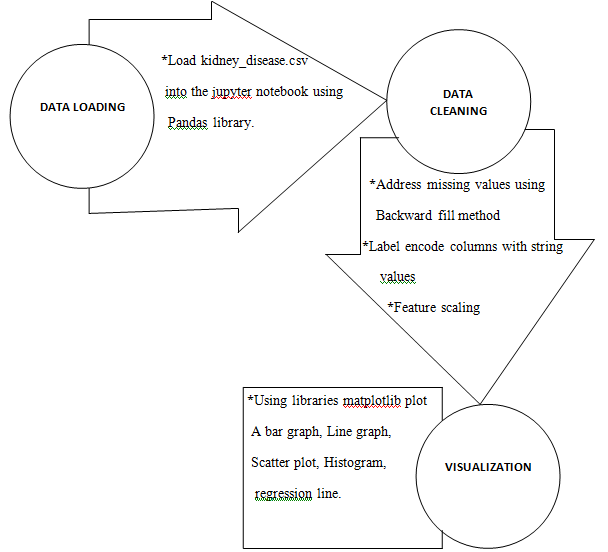 DATA LOADING
*Load kidney_disease.csv
into the jupyter notebook using
Pandas library.
DATA
CLEANING
*Address missing values using
Backward fill method
*Label encode columns with string
values
*Feature scaling
*Using libraries matplotlib plot
A bar graph, Line graph,
Scatter plot, Histogram,
regression line.
VISUALIZATION